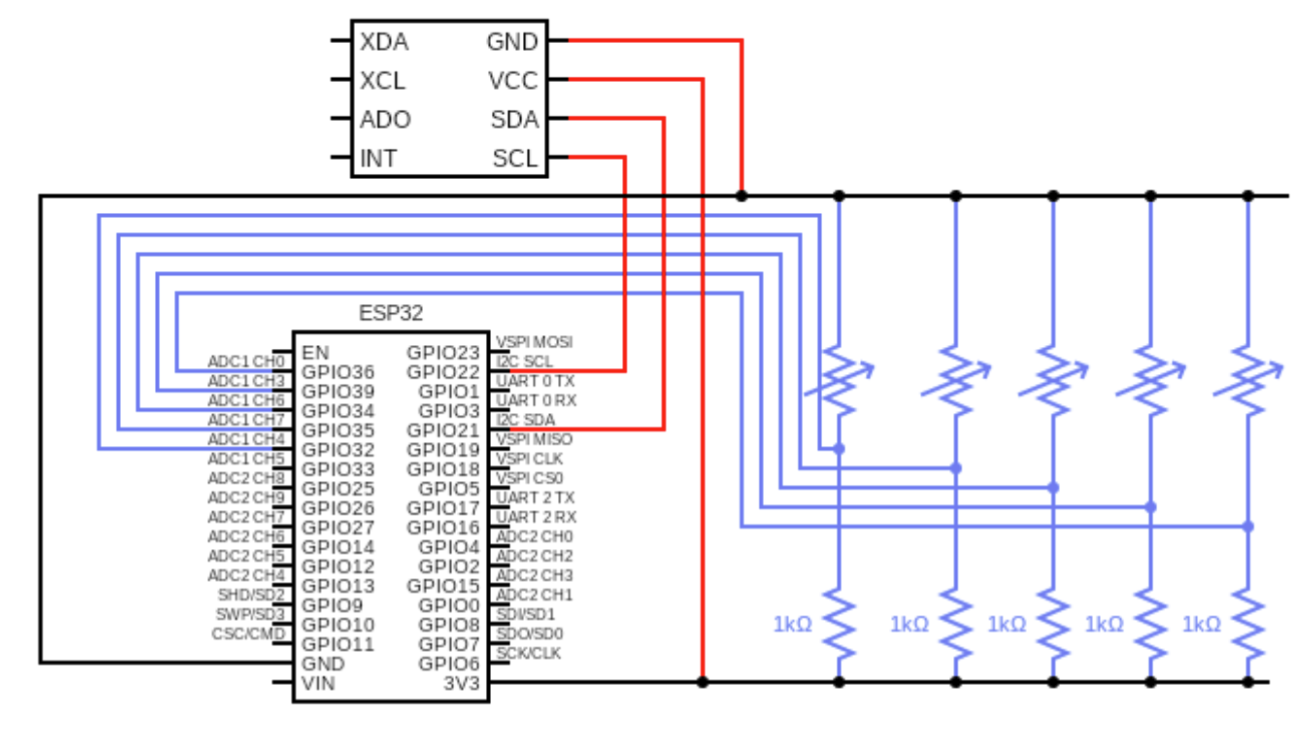 XDA GND
XCL VCC
ADO SDA
INT SCL
ESP32
VSPI MOSI
EN GPIO23
ADC1 CH0 I2C SCL
GPIO36 GPIO22
ADC1 CH3 UART 0 TX
GPIO39 GPIO1
ADC1 CH6 UART 0 RX
GPIO34 GPIO3
ADC1 CH7 I2C SDA
GPIO35 GPIO21
ADC1 CH4 VSPI MISO
GPIO32 GPIO19
ADC1 CH5 VSPI CLK
GPIO33 GPIO18
ADC2 CH8 VSPI CS0
GPIO25 GPIO5
ADC2 CH9 UART 2 TX
GPIO26 GPIO17
ADC2 CH7 UART 2 RX
GPIO27 GPIO16
ADC2 CH6 ADC2 CH0
GPIO14 GPIO4
ADC2 CH5 ADC2 CH2
GPIO12 GPIO2
ADC2 CH4 ADC2 CH3
GPIO13 GPIO15
SHD/SD2 ADC2 CH1
GPIO9 GPIO0
SWP/SD3 SDI/SD1
GPIO10 GPIO8
CSC/CMD SDO/SD0
GPIO11 GPIO7
SCK/CLK
GND GPIO6
VIN 3V3
1kΩ 1kΩ 1kΩ 1kΩ 1kΩ